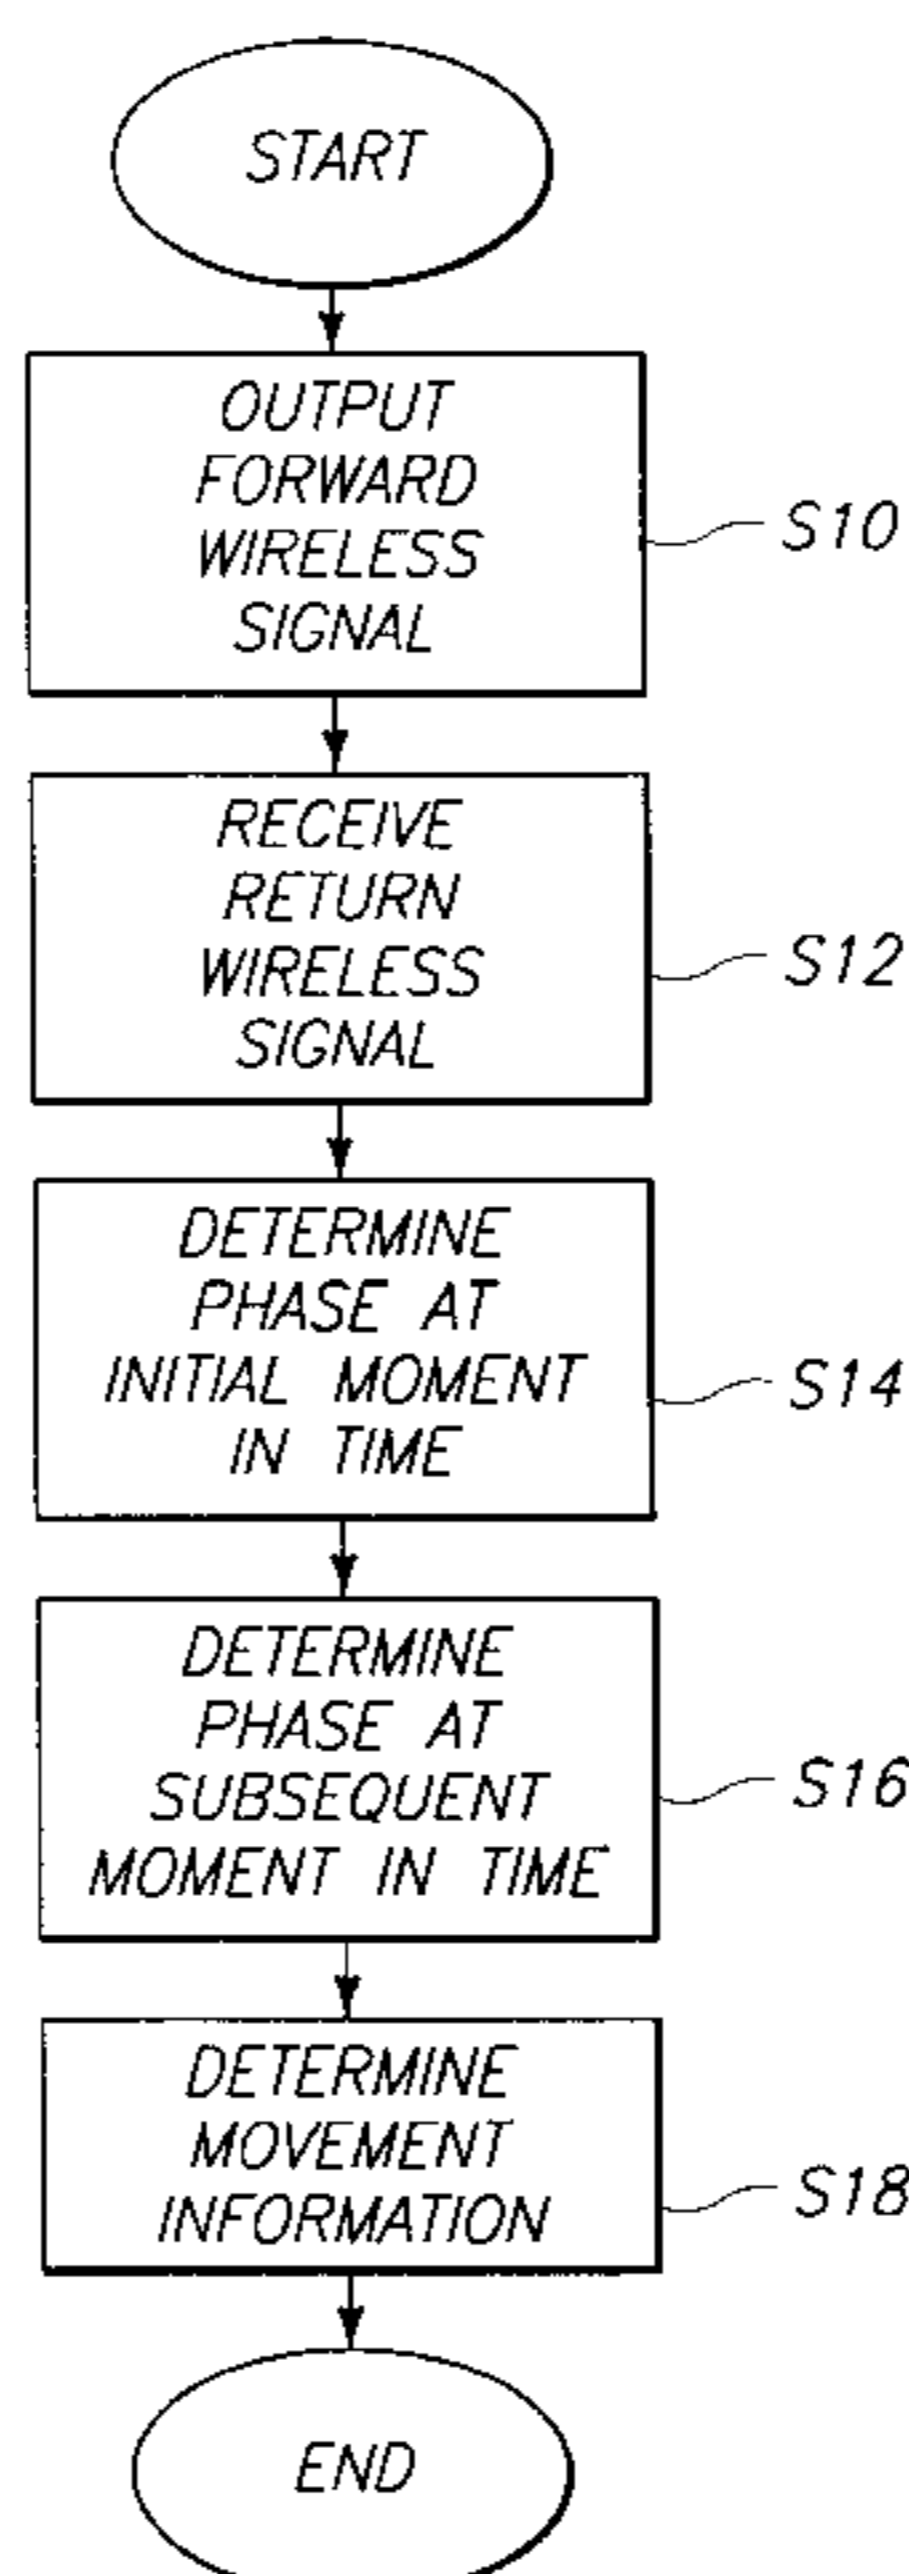 START
OUTPUT
FORWARD
WIRELESS
SIGNAL
S10
RECEIVE
RETURN
WIRELESS
SIGNAL
S12
DETERMINE
PHASE AT
INITIAL MOMENT
IN TIME
S14
DETERMINE
PHASE AT
SUBSEQUENT
MOMENT IN TIME
S16
DETERMINE
MOVEMENT
INFORMATION
S18
END